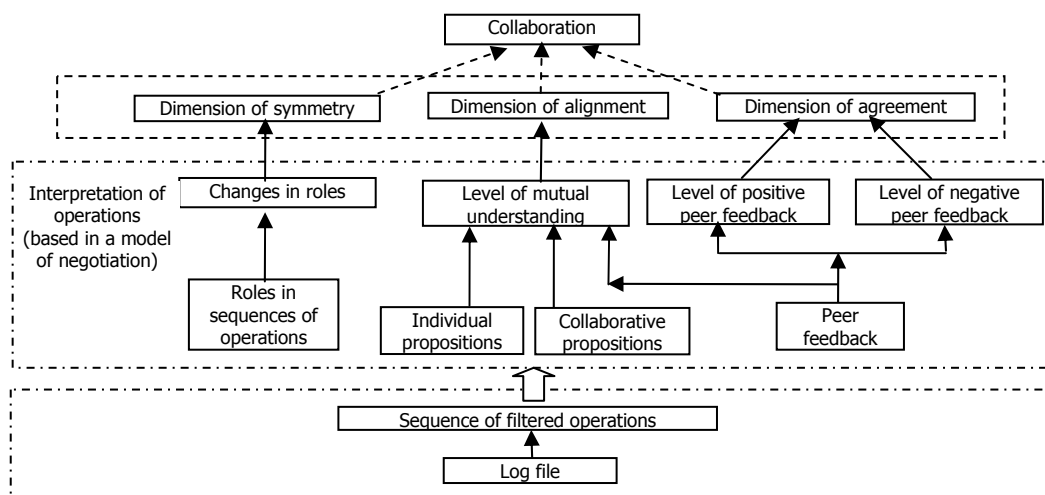 Collaboration
Dimension of symmetry
Dimension of alignment
Dimension of agreement
Interpretation of
operations
(based in a model
of negotiation)
Changes in roles
Level of mutual
understanding
Level of positive
peer feedback
Level of negative
peer feedback
Roles in
sequences of
operations
Individual
propositions
Collaborative
propositions
Peer
feedback
Sequence of filtered operations
Log file